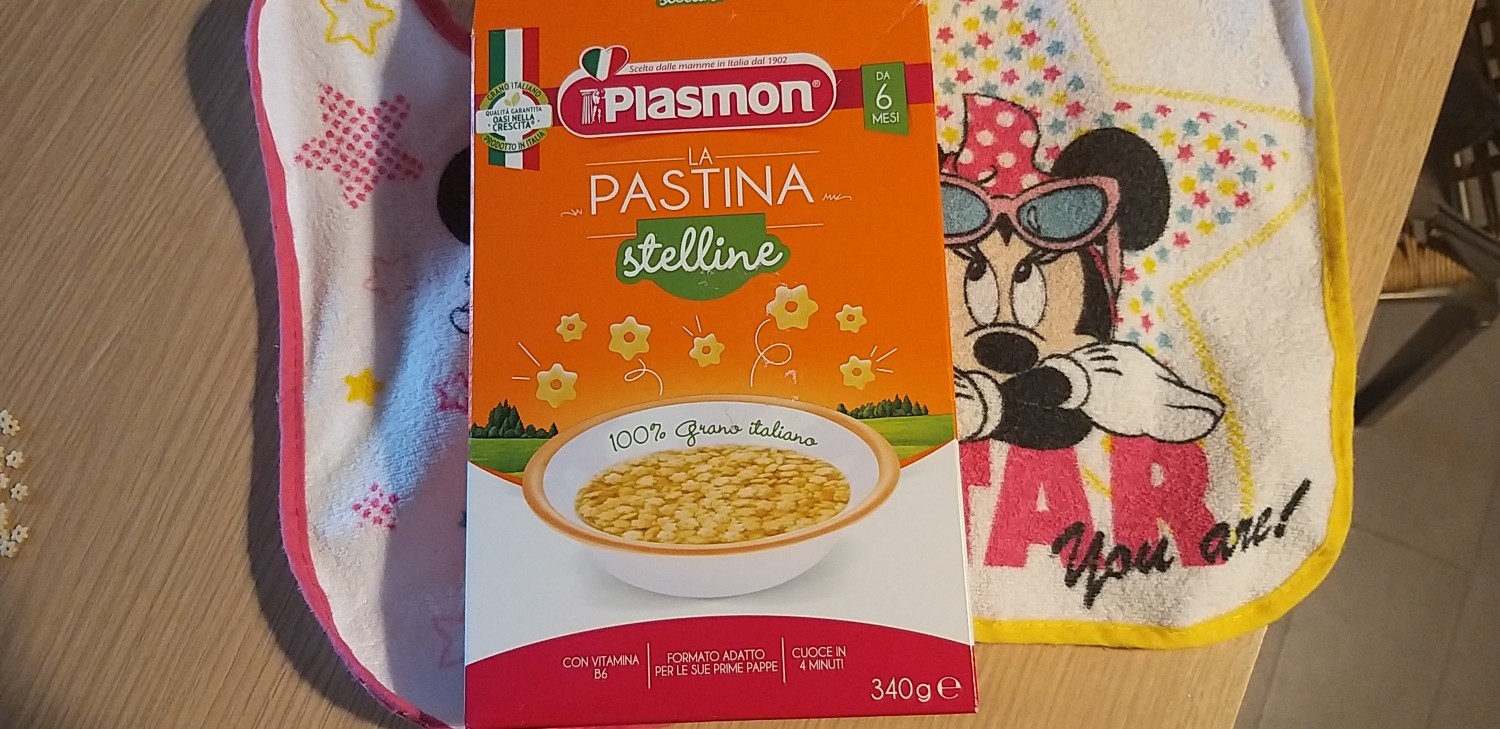 Scelto dalle mamme in Italia dal 1902
Plasmon®
DA
6
MESI
GRANO ITALIANO
QUALITÀ GARANTITA
OASI NELLA
CRESCITA
PRODOTTO IN ITALIA
LA
PASTINA
stelline
100% Grano italiano
CON VITAMINA
B6
FORMATO ADATTO
PER LE SUE PRIME PAPPE
CUOCE IN
4 MINUTI
340g e
TAR
You are!